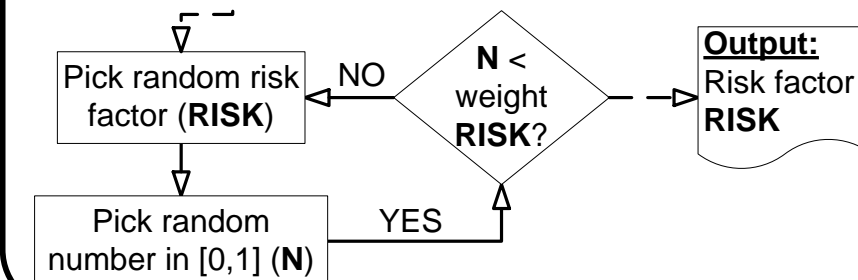 Pick random risk
factor (RISK)
NO
N <
weight
RISK?
Output:
Risk factor
RISK
Pick random
number in [0,1] (N)
YES